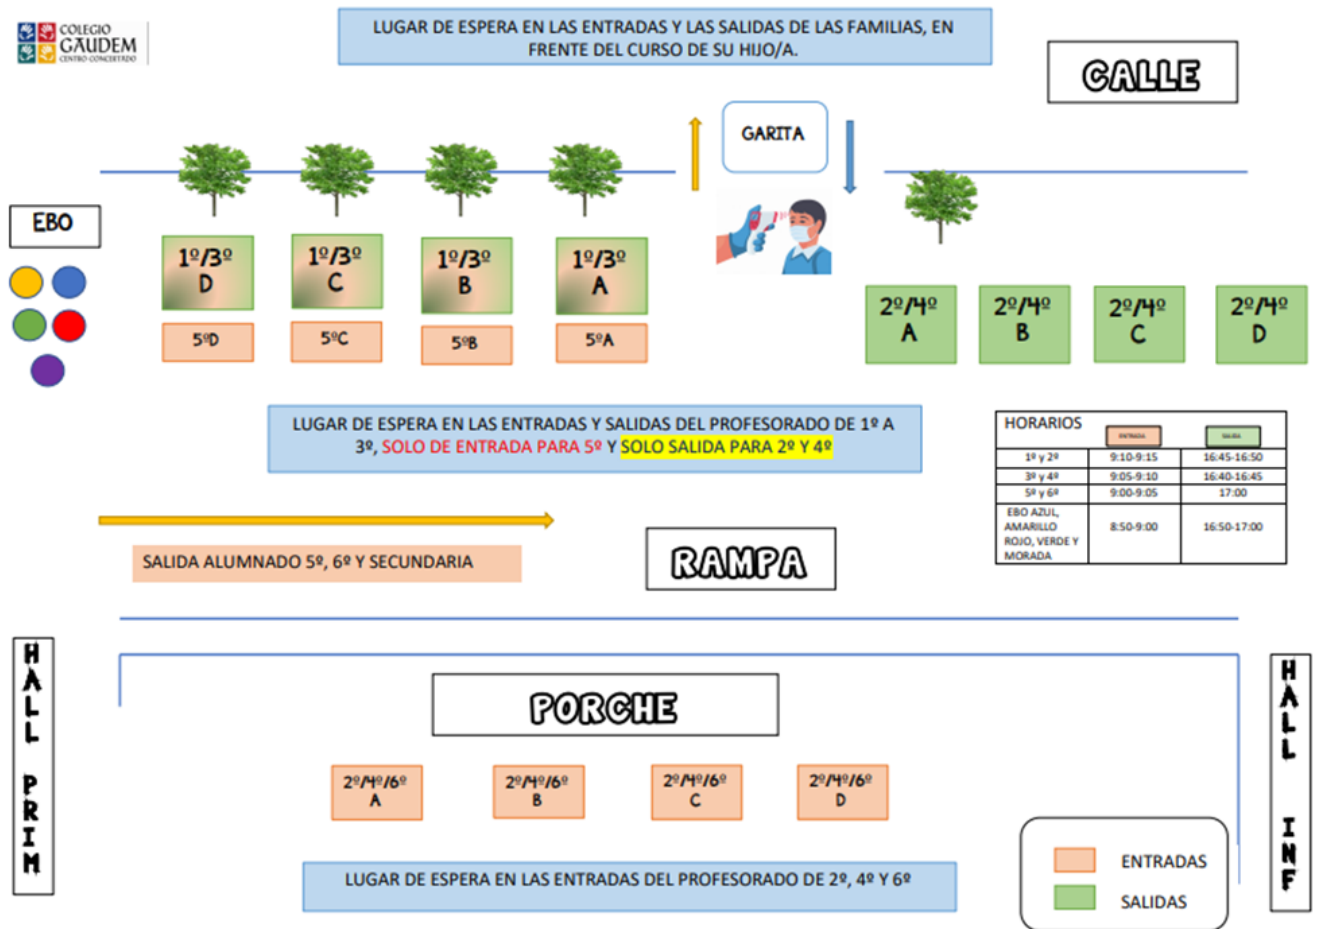 COLEGIO
GAUDEM
CENTRO CONCERTADO
LUGAR DE ESPERA EN LAS ENTRADAS Y LAS SALIDAS DE LAS FAMILIAS, EN
FRENTE DEL CURSO DE SU HIJO/A.
CALLE
GARITA
EBO
1º/3º
D
1º/3º
C
1º/3º
B
1º/3º
A
5ºD
5ºC
5ºB
5ºA
2º/4º
A
2º/4º
B
2º/4º
C
2º/4º
D
LUGAR DE ESPERA EN LAS ENTRADAS Y SALIDAS DEL PROFESORADO DE 1º A
3º, SOLO DE ENTRADA PARA 5º Y SOLO SALIDA PARA 2º Y 4º
HORARIOS ENTRADA SALIDA
1º y 2º 9:10-9:15 16:45-16:50
3º y 4º 9:05-9:10 16:40-16:45
5º y 6º 9:00-9:05 17:00
EBO AZUL,
AMARILLO
ROJO, VERDE Y
MORADA
8:50-9:00 16:50-17:00
SALIDA ALUMNADO 5º, 6º Y SECUNDARIA
RAMPA
HALL PRIM
PORCHE
HALL INF
2º/4º/6º
A
2º/4º/6º
B
2º/4º/6º
C
2º/4º/6º
D
LUGAR DE ESPERA EN LAS ENTRADAS DEL PROFESORADO DE 2º, 4º Y 6º
ENTRADAS
SALIDAS